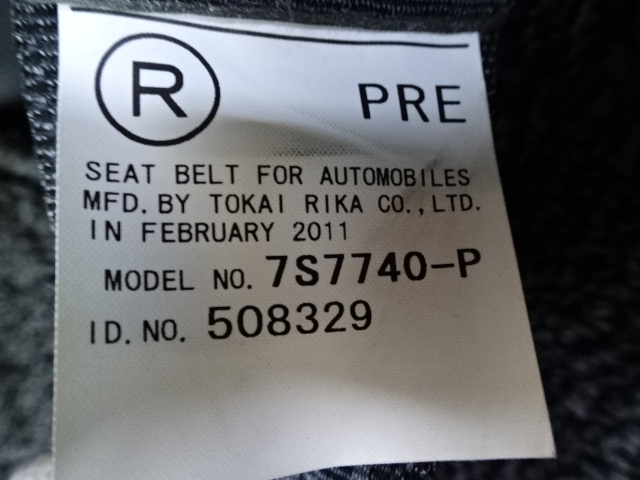 R PRE
SEAT BELT FOR AUTOMOBILES
MFD. BY TOKAI RIKA CO., LTD.
IN FEBRUARY 2011
MODEL NO. 7S7740-P
ID. NO. 508329